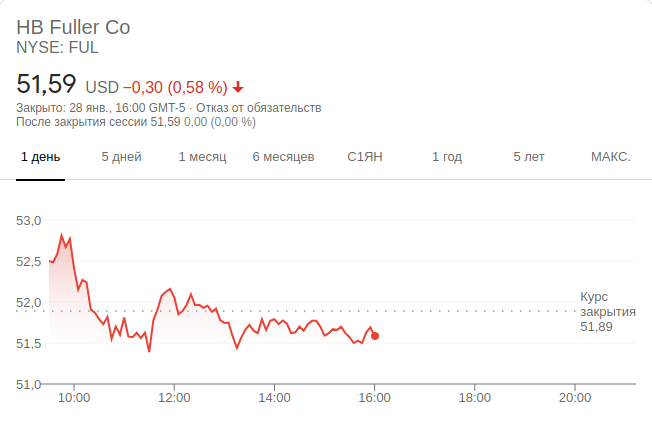 HB Fuller Co
NYSE: FUL
51,59 USD −0,30 (0,58 %)
Закрыто: 28 янв., 16:00 GMT-5 · Отказ от обязательств
После закрытия сессии 51,59 0,00 (0,00 %)
1 день 5 дней 1 месяц 6 месяцев С1ЯН 1 год 5 лет МАКС.
53,0
52,5
52,0
51,5
51,0
Курс
закрытия
51,89
10:00 12:00 14:00 16:00 18:00 20:00